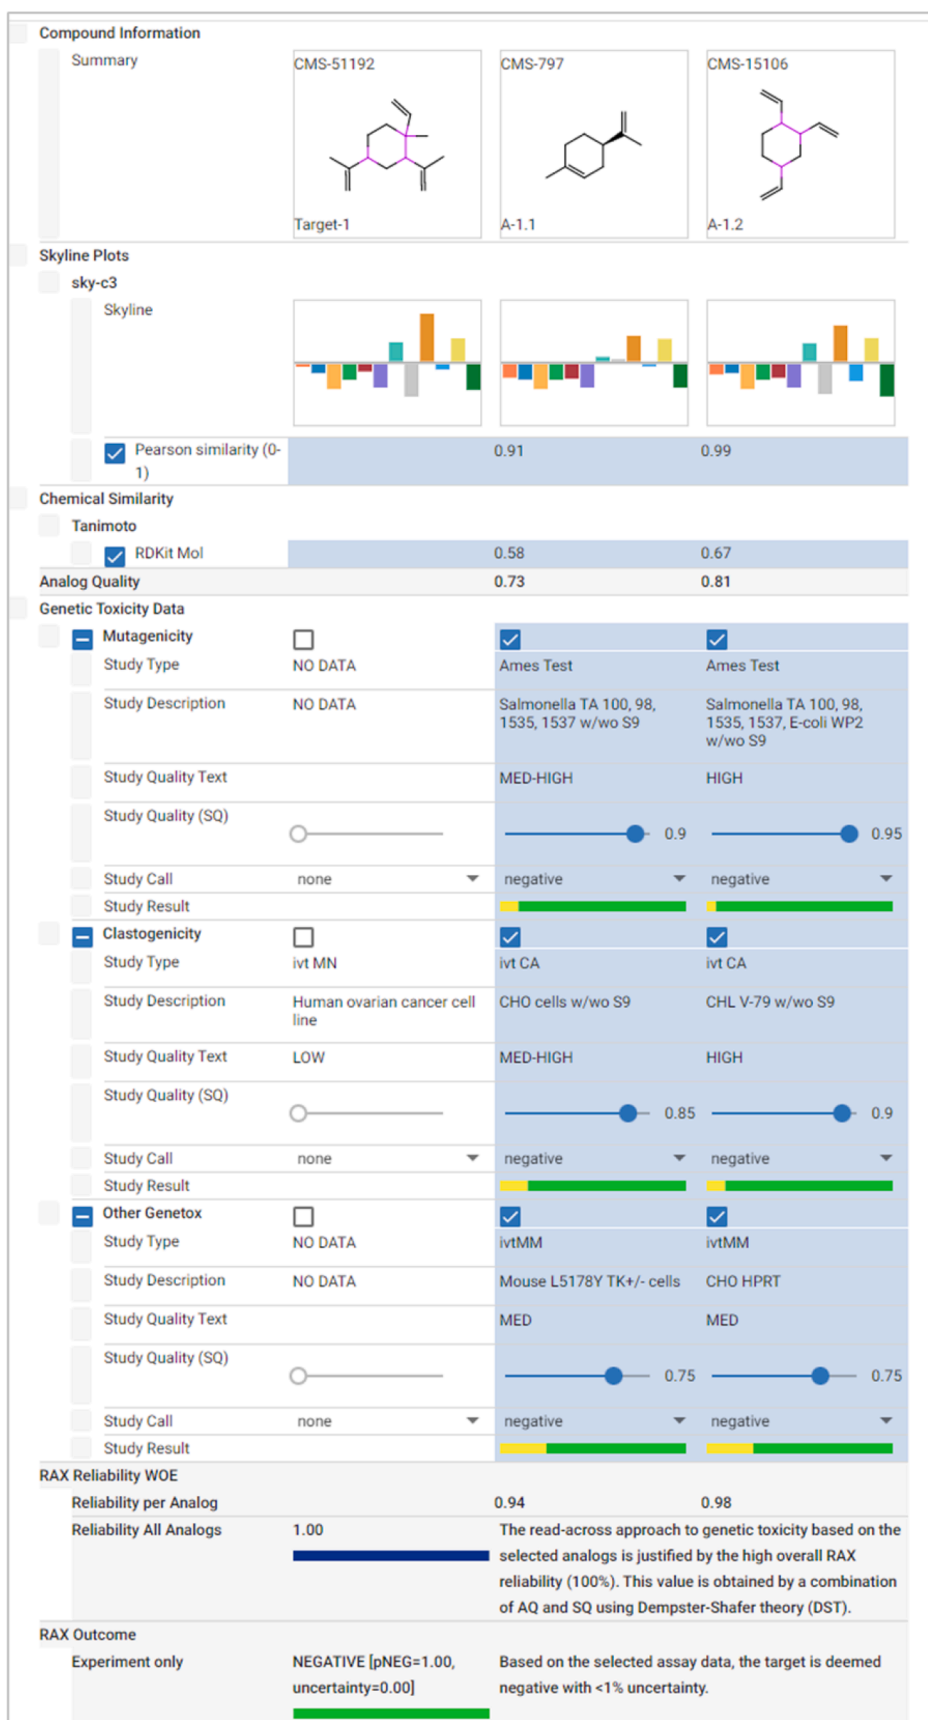 Compound Information
Summary
CMS-51192
CMS-797
CMS-15106
Target-1
A-1.1
A-1.2
Skyline Plots
sky-c3
Skyline
Pearson similarity (0-
1)
0.91
0.99
Chemical Similarity
Tanimoto
RDKit Mol
0.58
0.67
Analog Quality
0.73
0.81
Genetic Toxicity Data
Mutagenicity
Study Type
NO DATA
Ames Test
Ames Test
Study Description
NO DATA
Salmonella TA 100, 98,
1535, 1537 w/wo S9
Salmonella TA 100, 98,
1535, 1537, E-coli WP2
w/wo S9
Study Quality Text
MED-HIGH
HIGH
Study Quality (SQ)
0.9
0.95
Study Call
none
negative
negative
Study Result
Clastogenicity
Study Type
ivt MN
ivt CA
ivt CA
Study Description
Human ovarian cancer cell
line
CHO cells w/wo S9
CHL V-79 w/wo S9
Study Quality Text
LOW
MED-HIGH
HIGH
Study Quality (SQ)
0.85
0.9
Study Call
none
negative
negative
Study Result
Other Genetox
Study Type
NO DATA
ivtMM
ivtMM
Study Description
NO DATA
Mouse L5178Y TK+/- cells
CHO HPRT
Study Quality Text
MED
MED
Study Quality (SQ)
0.75
0.75
Study Call
none
negative
negative
Study Result
RAX Reliability WOE
Reliability per Analog
0.94
0.98
Reliability All Analogs
1.00
The read-across approach to genetic toxicity based on the
selected analogs is justified by the high overall RAX
reliability (100%). This value is obtained by a combination
of AQ and SQ using Dempster-Shafer theory (DST).
RAX Outcome
Experiment only
NEGATIVE [pNEG=1.00,
uncertainty=0.00]
Based on the selected assay data, the target is deemed
negative with <1% uncertainty.